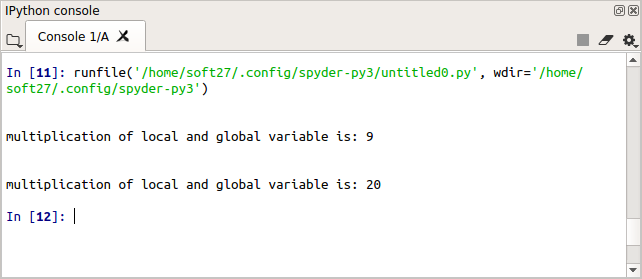 IPython console
Console 1/A
In [11]: runfile('/home/soft27/.config/spyder-py3/untitled0.py', wdir='/home/
soft27/.config/spyder-py3')
multiplication of local and global variable is: 9
multiplication of local and global variable is: 20
In [12]: